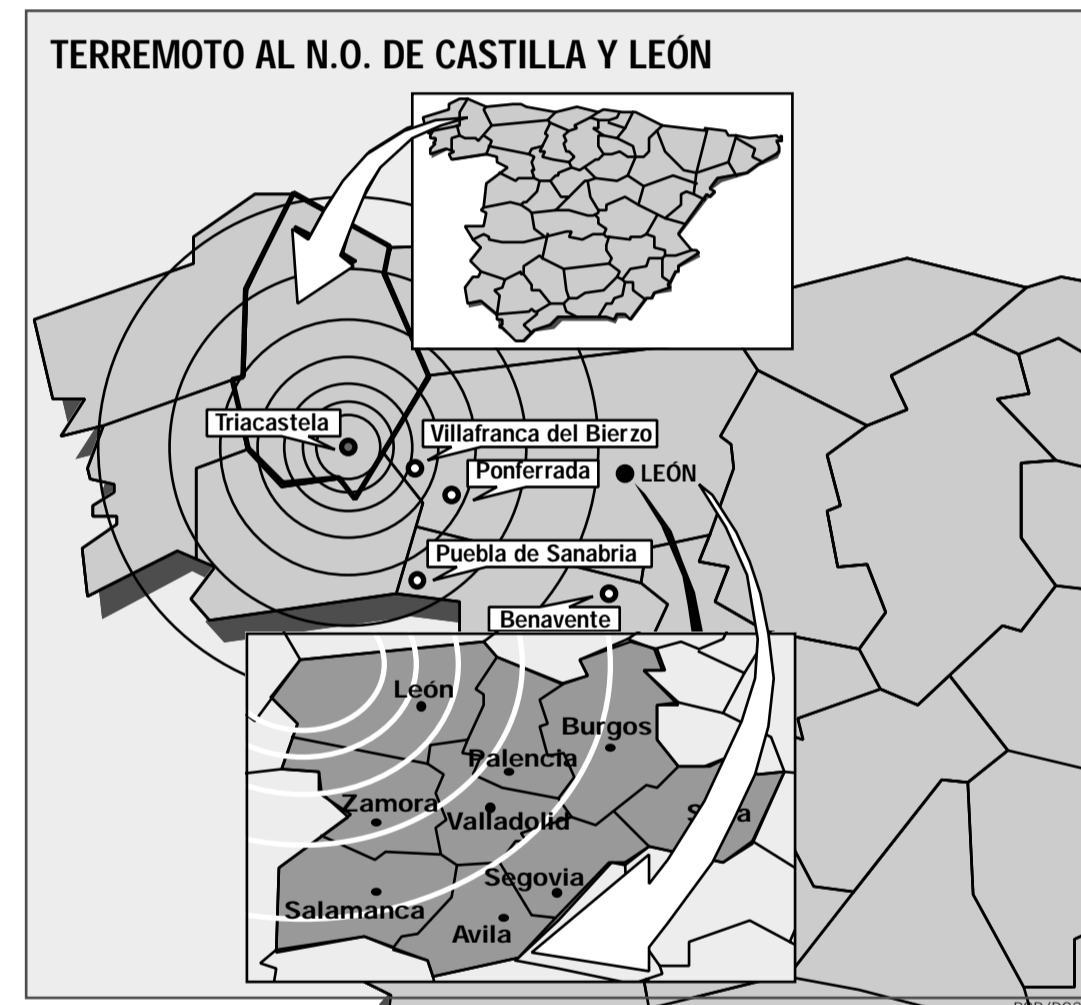 TERREMOTO AL N.O. DE CASTILLA Y LEÓN
Triacastela
Villafranca del Bierzo
Ponferrada
LEÓN
Puebla de Sanabria
Benavente
León
Burgos
Palencia
Zamora
Valladolid
Segovia
Salamanca
Avila